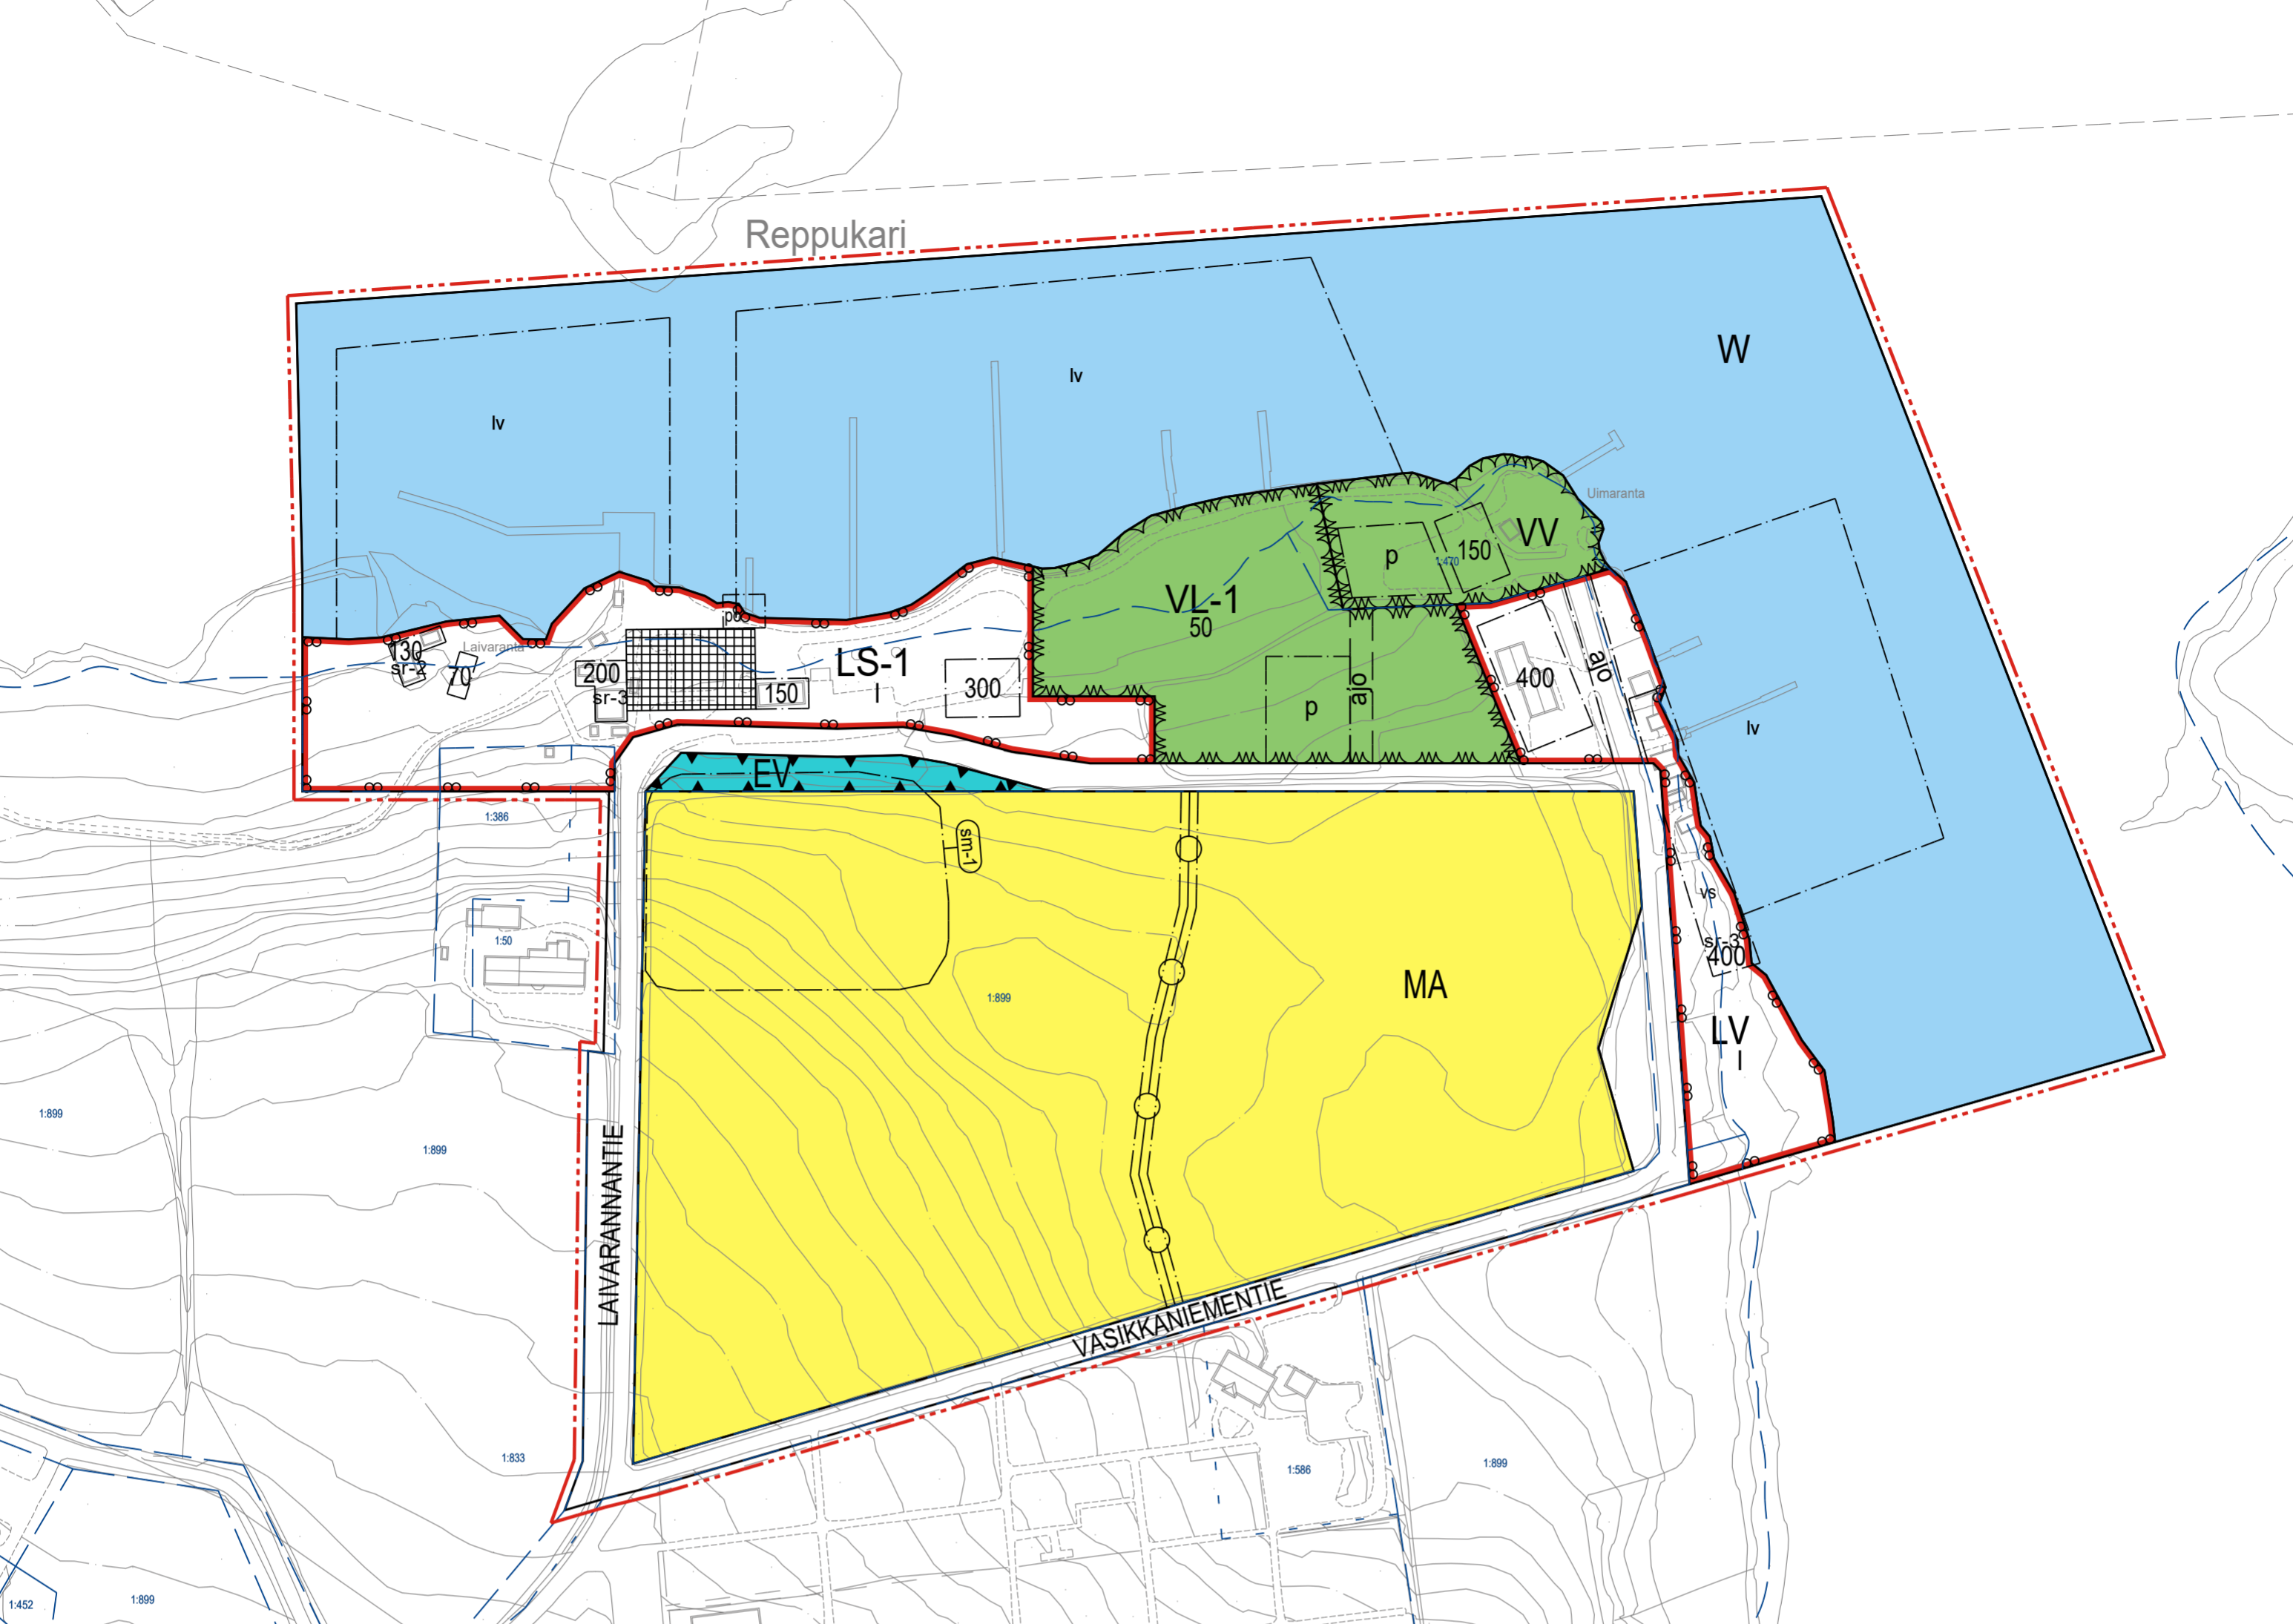 Reppukari
W
lv
lv
Uimaranta
VV
150
1:470
p
VL-1
50
130
sr-2
70
Laivaranta
200
sr-3
150
LS-1
I
300
p
ajo
400
ajo
lv
EV
1:386
sm-1
1:50
1:899
MA
vs
sr-3
400
LV
I
1:899
1:899
LAIVARANNANTIE
VASIKKANIEMENTIE
1:833
1:586
1:899
1:452
1:899